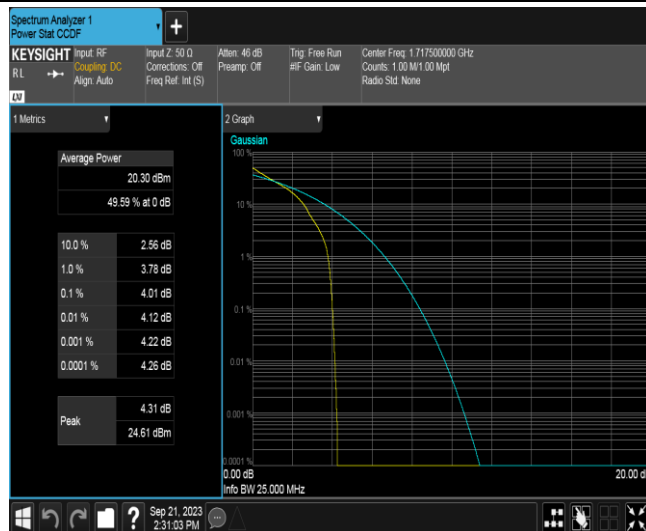 Spectrum Analyzer 1
Power Stat CCDF
KEYSIGHT
RL
Input: RF
Coupling: DC
Align: Auto
Input Z: 50 Ω
Corrections: Off
Freq Ref: Int (S)
Atten: 46 dB
Preamp: Off
Trig: Free Run
#IF Gain: Low
Center Freq: 1.717500000 GHz
Counts: 1.00 M/1.00 Mpt
Radio Std: None
1 Metrics
Average Power
20.30 dBm
49.59 % at 0 dB
10.0 % 2.56 dB
1.0 % 3.78 dB
0.1 % 4.01 dB
0.01 % 4.12 dB
0.001 % 4.22 dB
0.0001 % 4.26 dB
Peak
4.31 dB
24.61 dBm
2 Graph
Gaussian
100 %
10 %
1 %
0.1 %
0.01 %
0.001 %
0.0001 %
0.00 dB
20.00 d
Info BW 25.000 MHz
?
Sep 21, 2023
2:31:03 PM